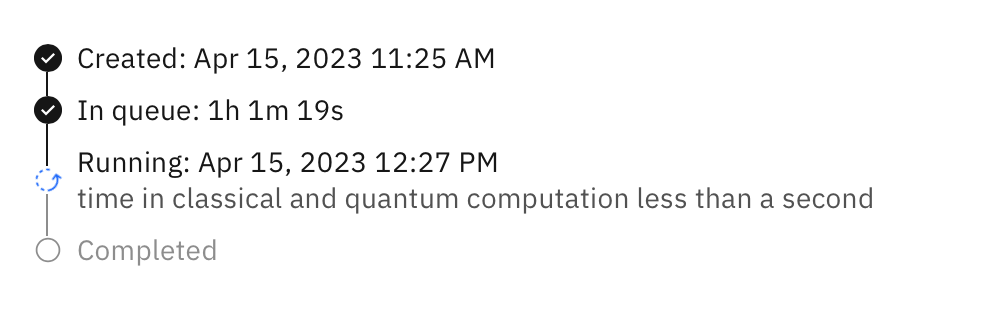 Created: Apr 15, 2023 11:25 AM
In queue: 1h 1m 19s
Running: Apr 15, 2023 12:27 PM
time in classical and quantum computation less than a second
Completed